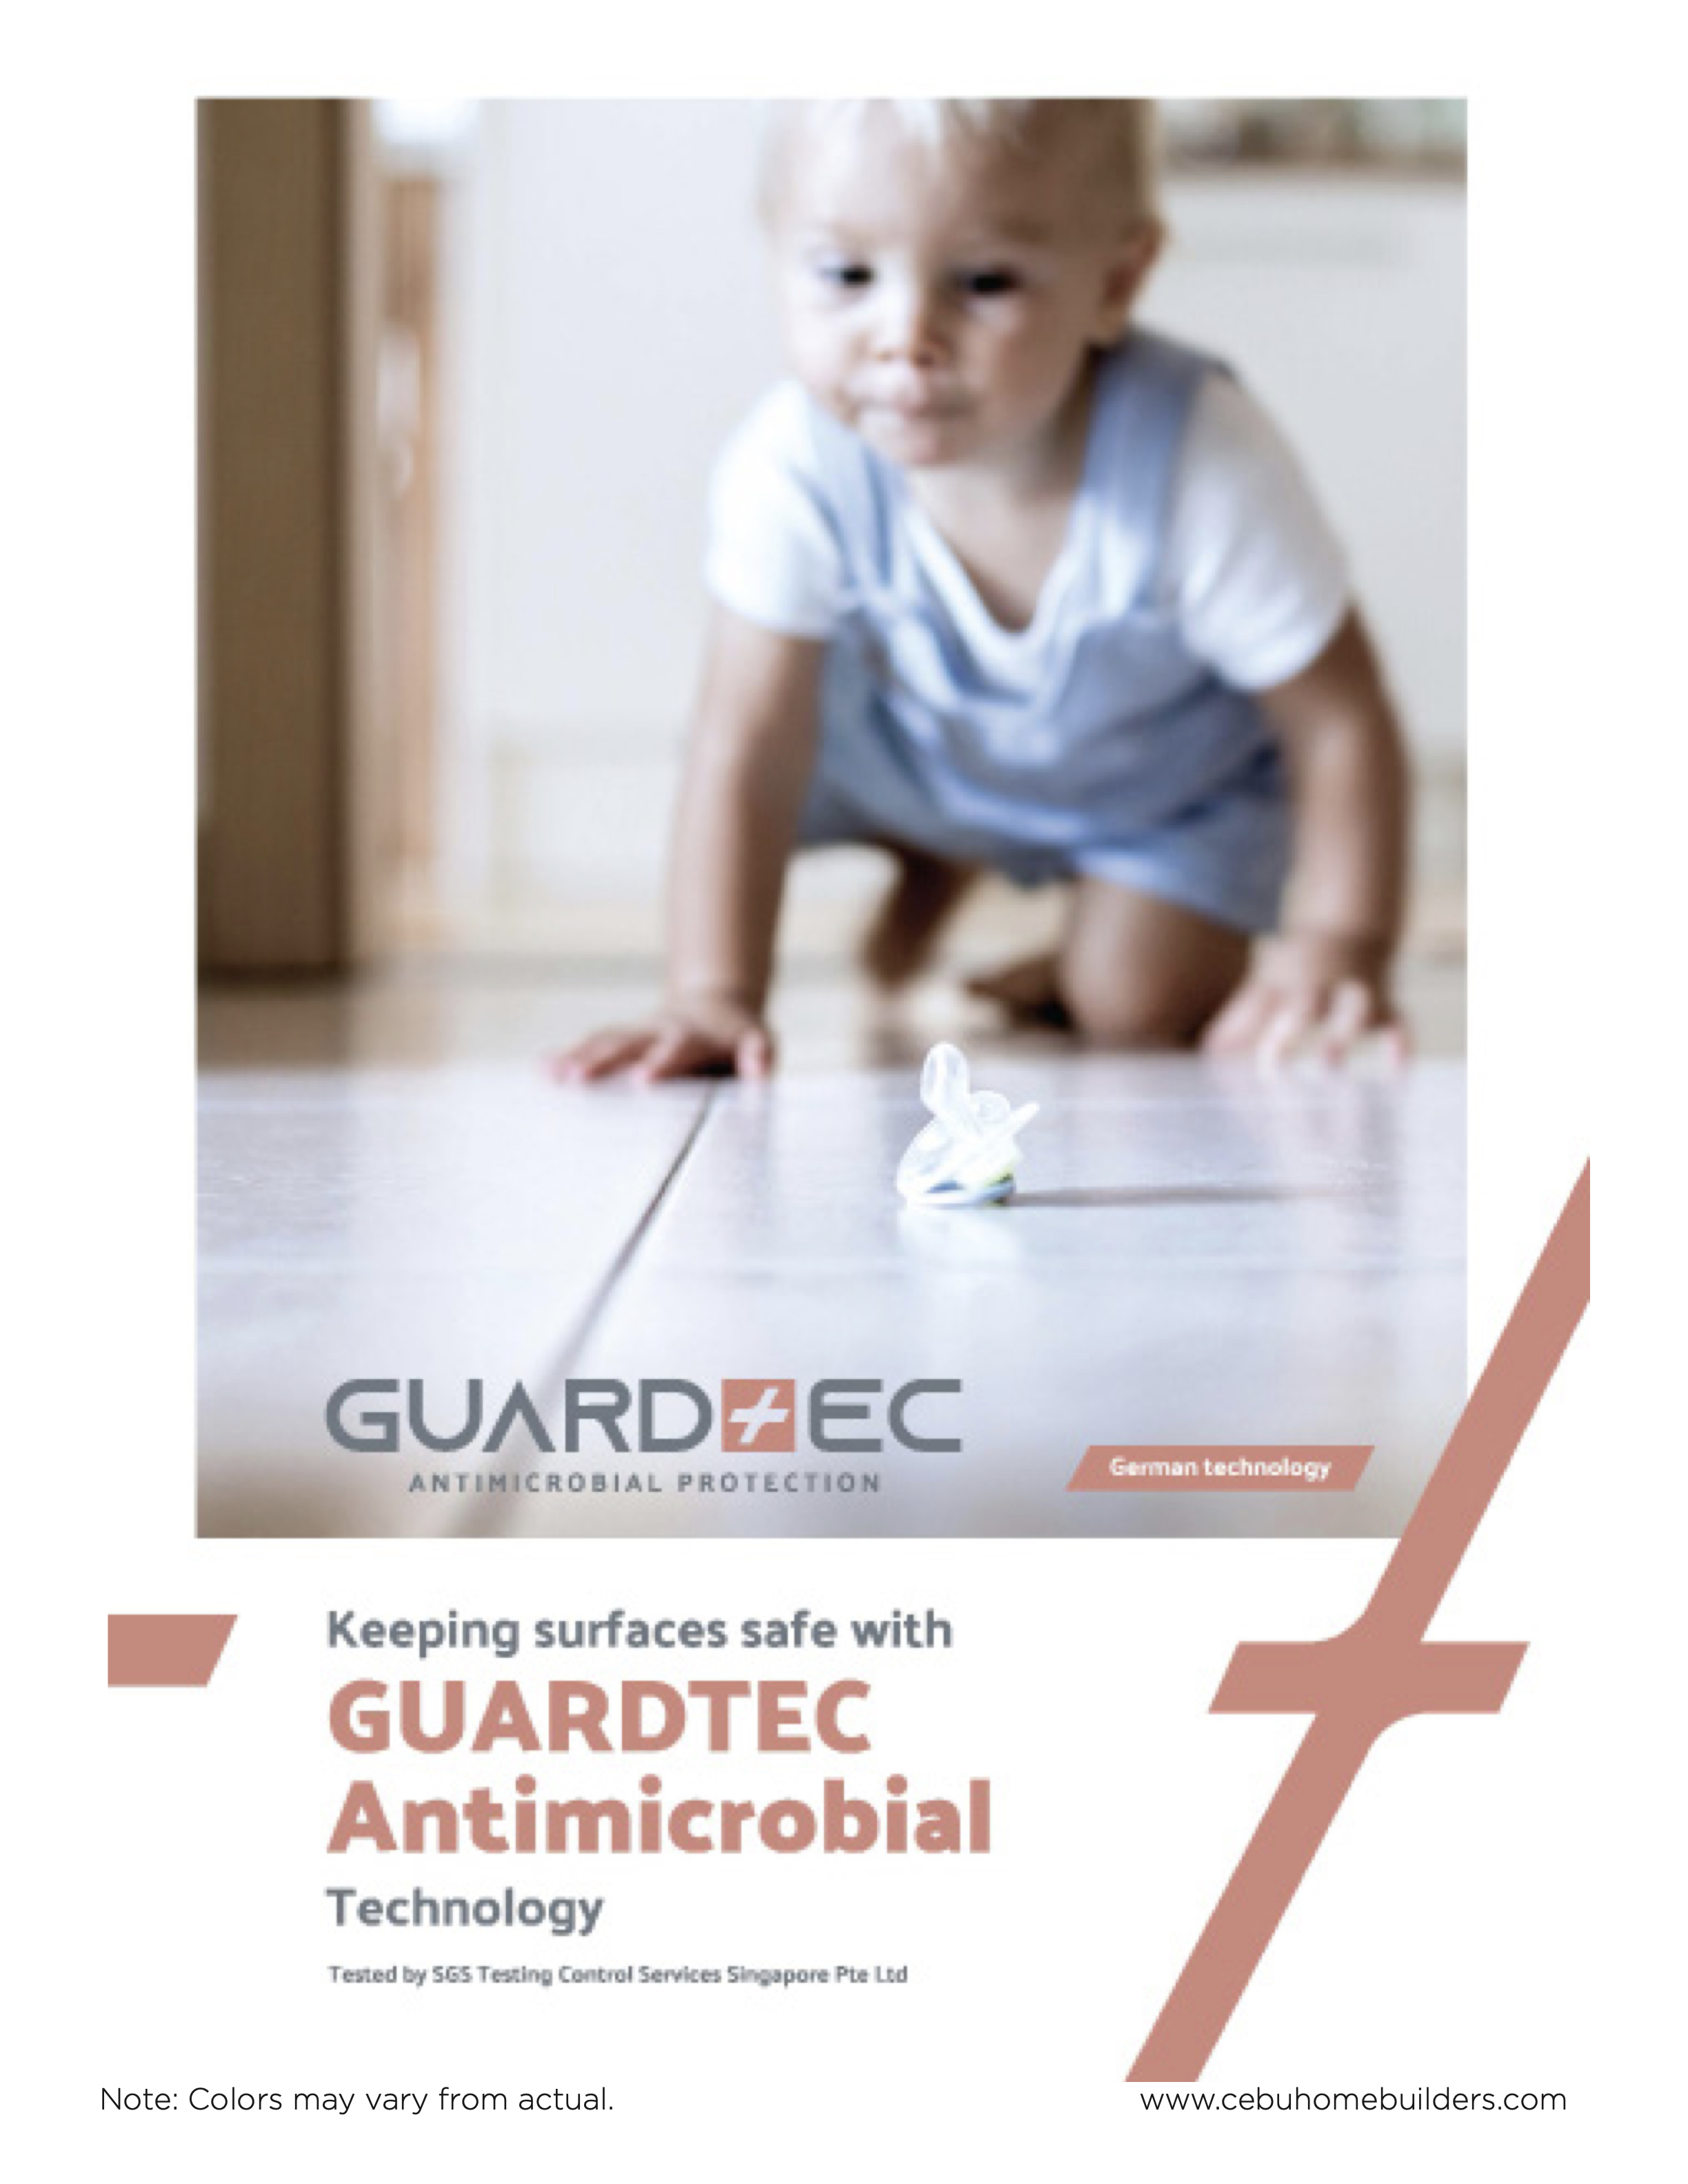 GUARDTEC
ANTIMICROBIAL PROTECTION
German technology
Keeping surfaces safe with
GUARDTEC
Antimicrobial
Technology
Tested by SGS Testing Control Services Singapore Pte Ltd
Note: Colors may vary from actual.
www.cebuhomebuilders.com